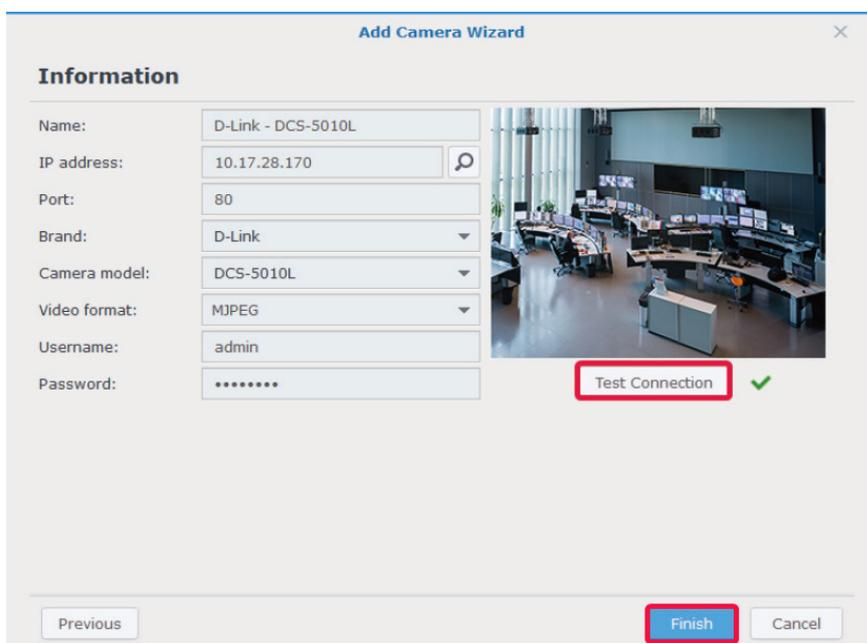 Add Camera Wizard
Information
Name: D-Link - DCS-5010L
IP address: 10.17.28.170
Port: 80
Brand: D-Link
Camera model: DCS-5010L
Video format: MJPEG
Username: admin
Password: ••••••••
Test Connection
Previous Finish Cancel